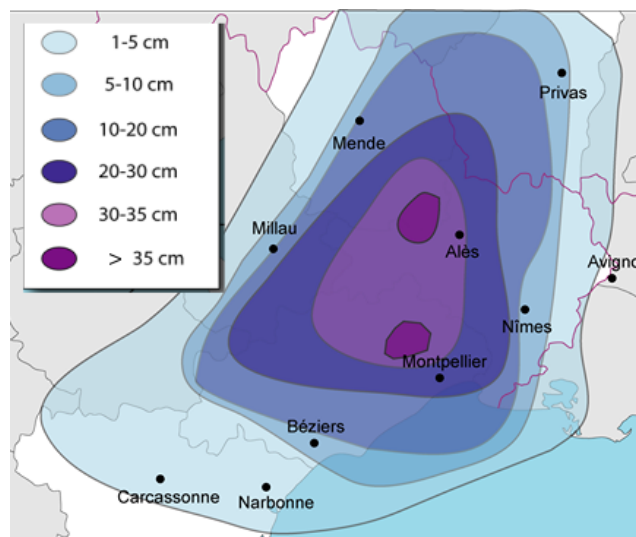 1-5 cm
5-10 cm
10-20 cm
20-30 cm
30-35 cm
> 35 cm
Privas
Mende
Millau
Alès
Avigno
Nîmes
Montpellier
Béziers
Carcassonne
Narbonne